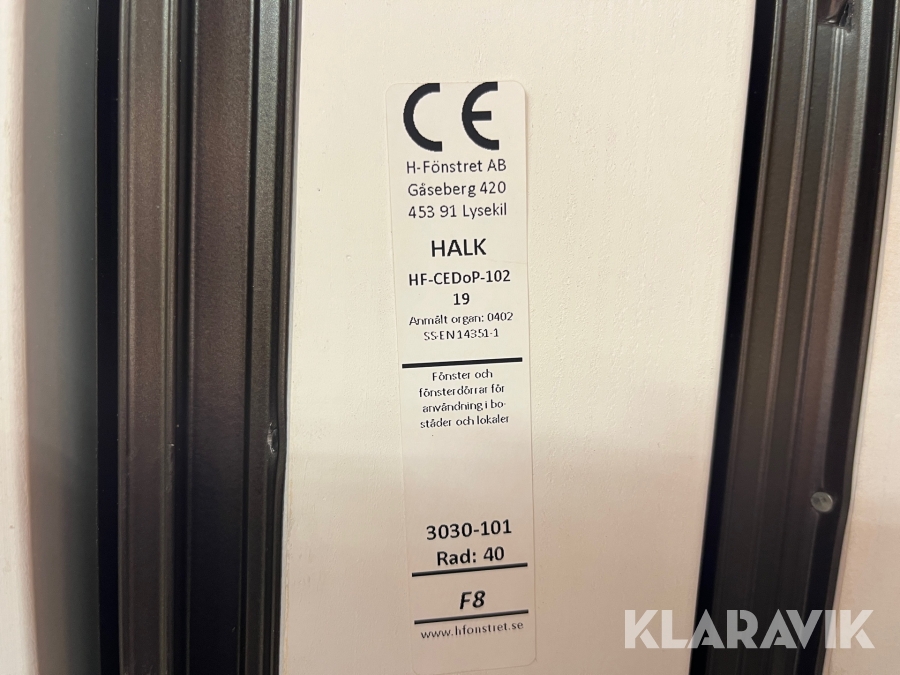 CE
H-Fönstret AB
Gåseberg 420
453 91 Lysekil
HALK
HF-CEDoP-102
19
Anmält organ: 0402
SS-EN 14351-1
Fönster och
fönsterdörrar för
användning i bo-
städer och lokaler
3030-101
Rad: 40
F8
www.hfonstret.se
KLARAVIK